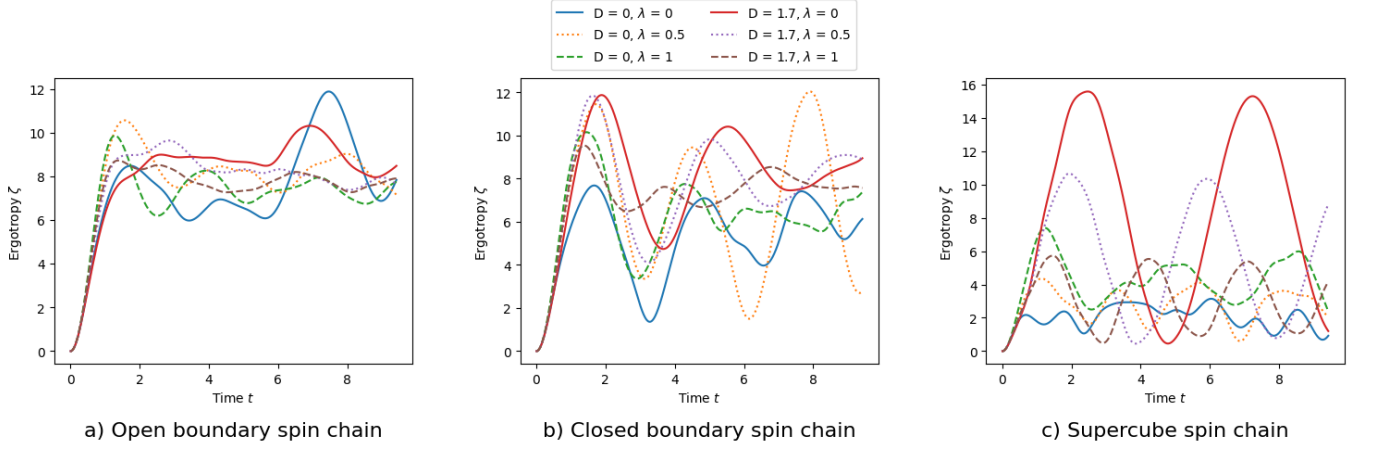 D = 0, λ = 0
D = 0, λ = 0.5
D = 0, λ = 1
D = 1.7, λ = 0
D = 1.7, λ = 0.5
D = 1.7, λ = 1
Ergotropy ζ
12
10
8
6
4
2
0
0 2 4 6 8
Time t
a) Open boundary spin chain
Ergotropy ζ
12
10
8
6
4
2
0
0 2 4 6 8
Time t
b) Closed boundary spin chain
Ergotropy ζ
16
14
12
10
8
6
4
2
0
0 2 4 6 8
Time t
c) Supercube spin chain